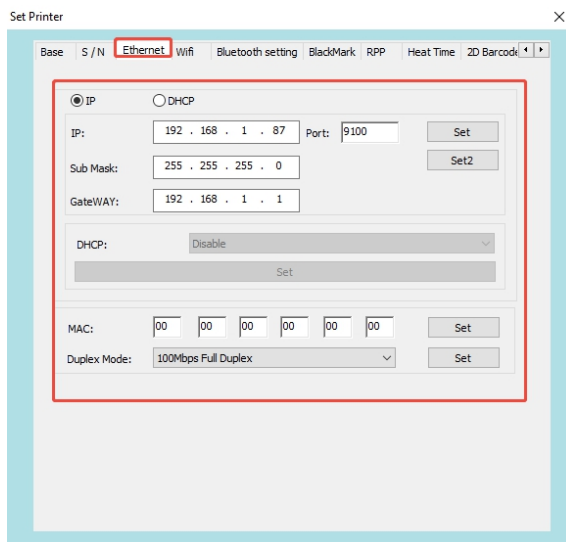 Set Printer
Base S / N Ethernet Wifi Bluetooth setting BlackMark RPP Heat Time 2D Barcode
IP DHCP
IP: 192 . 168 . 1 . 87 Port: 9100 Set
Set2
Sub Mask: 255 . 255 . 255 . 0
GateWAY: 192 . 168 . 1 . 1
DHCP: Disable
Set
MAC: 00 00 00 00 00 00 Set
Duplex Mode: 100Mbps Full Duplex Set